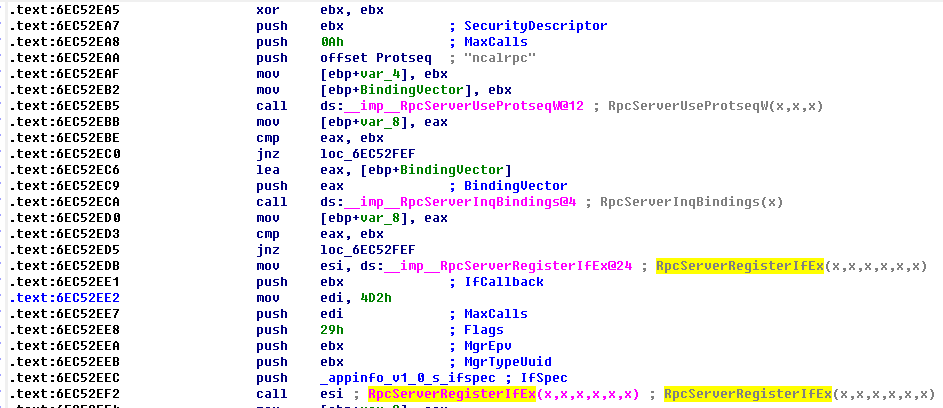 .text:6EC52EA5 xor ebx, ebx
.text:6EC52EA7 push ebx ; SecurityDescriptor
.text:6EC52EA8 push 0Ah ; MaxCalls
.text:6EC52EAA push offset Protseq ; "ncalrpc"
.text:6EC52EAF mov [ebp+var_4], ebx
.text:6EC52EB2 mov [ebp+BindingVector], ebx
.text:6EC52EB5 call ds:__imp__RpcServerUseProtseqW@12 ; RpcServerUseProtseqW(x,x,x)
.text:6EC52EBB mov [ebp+var_8], eax
.text:6EC52EBE cmp eax, ebx
.text:6EC52EC0 jnz loc_6EC52FEF
.text:6EC52EC6 lea eax, [ebp+BindingVector]
.text:6EC52EC9 push eax ; BindingVector
.text:6EC52ECA call ds:__imp__RpcServerInqBindings@4 ; RpcServerInqBindings(x)
.text:6EC52ED0 mov [ebp+var_8], eax
.text:6EC52ED3 cmp eax, ebx
.text:6EC52ED5 jnz loc_6EC52FEF
.text:6EC52EDB mov esi, ds:__imp__RpcServerRegisterIfEx@24 ; RpcServerRegisterIfEx(x,x,x,x,x,x)
.text:6EC52EE1 push ebx ; IfCallback
.text:6EC52EE2 mov edi, 4D2h
.text:6EC52EE7 push edi ; MaxCalls
.text:6EC52EE8 push 29h ; Flags
.text:6EC52EEA push ebx ; MgrEpv
.text:6EC52EEB push ebx ; MgrTypeUuid
.text:6EC52EEC push _appinfo_v1_0_s_ifspec ; IfSpec
.text:6EC52EF2 call esi ; RpcServerRegisterIfEx(x,x,x,x,x,x) ; RpcServerRegisterIfEx(x,x,x,x,x,x)